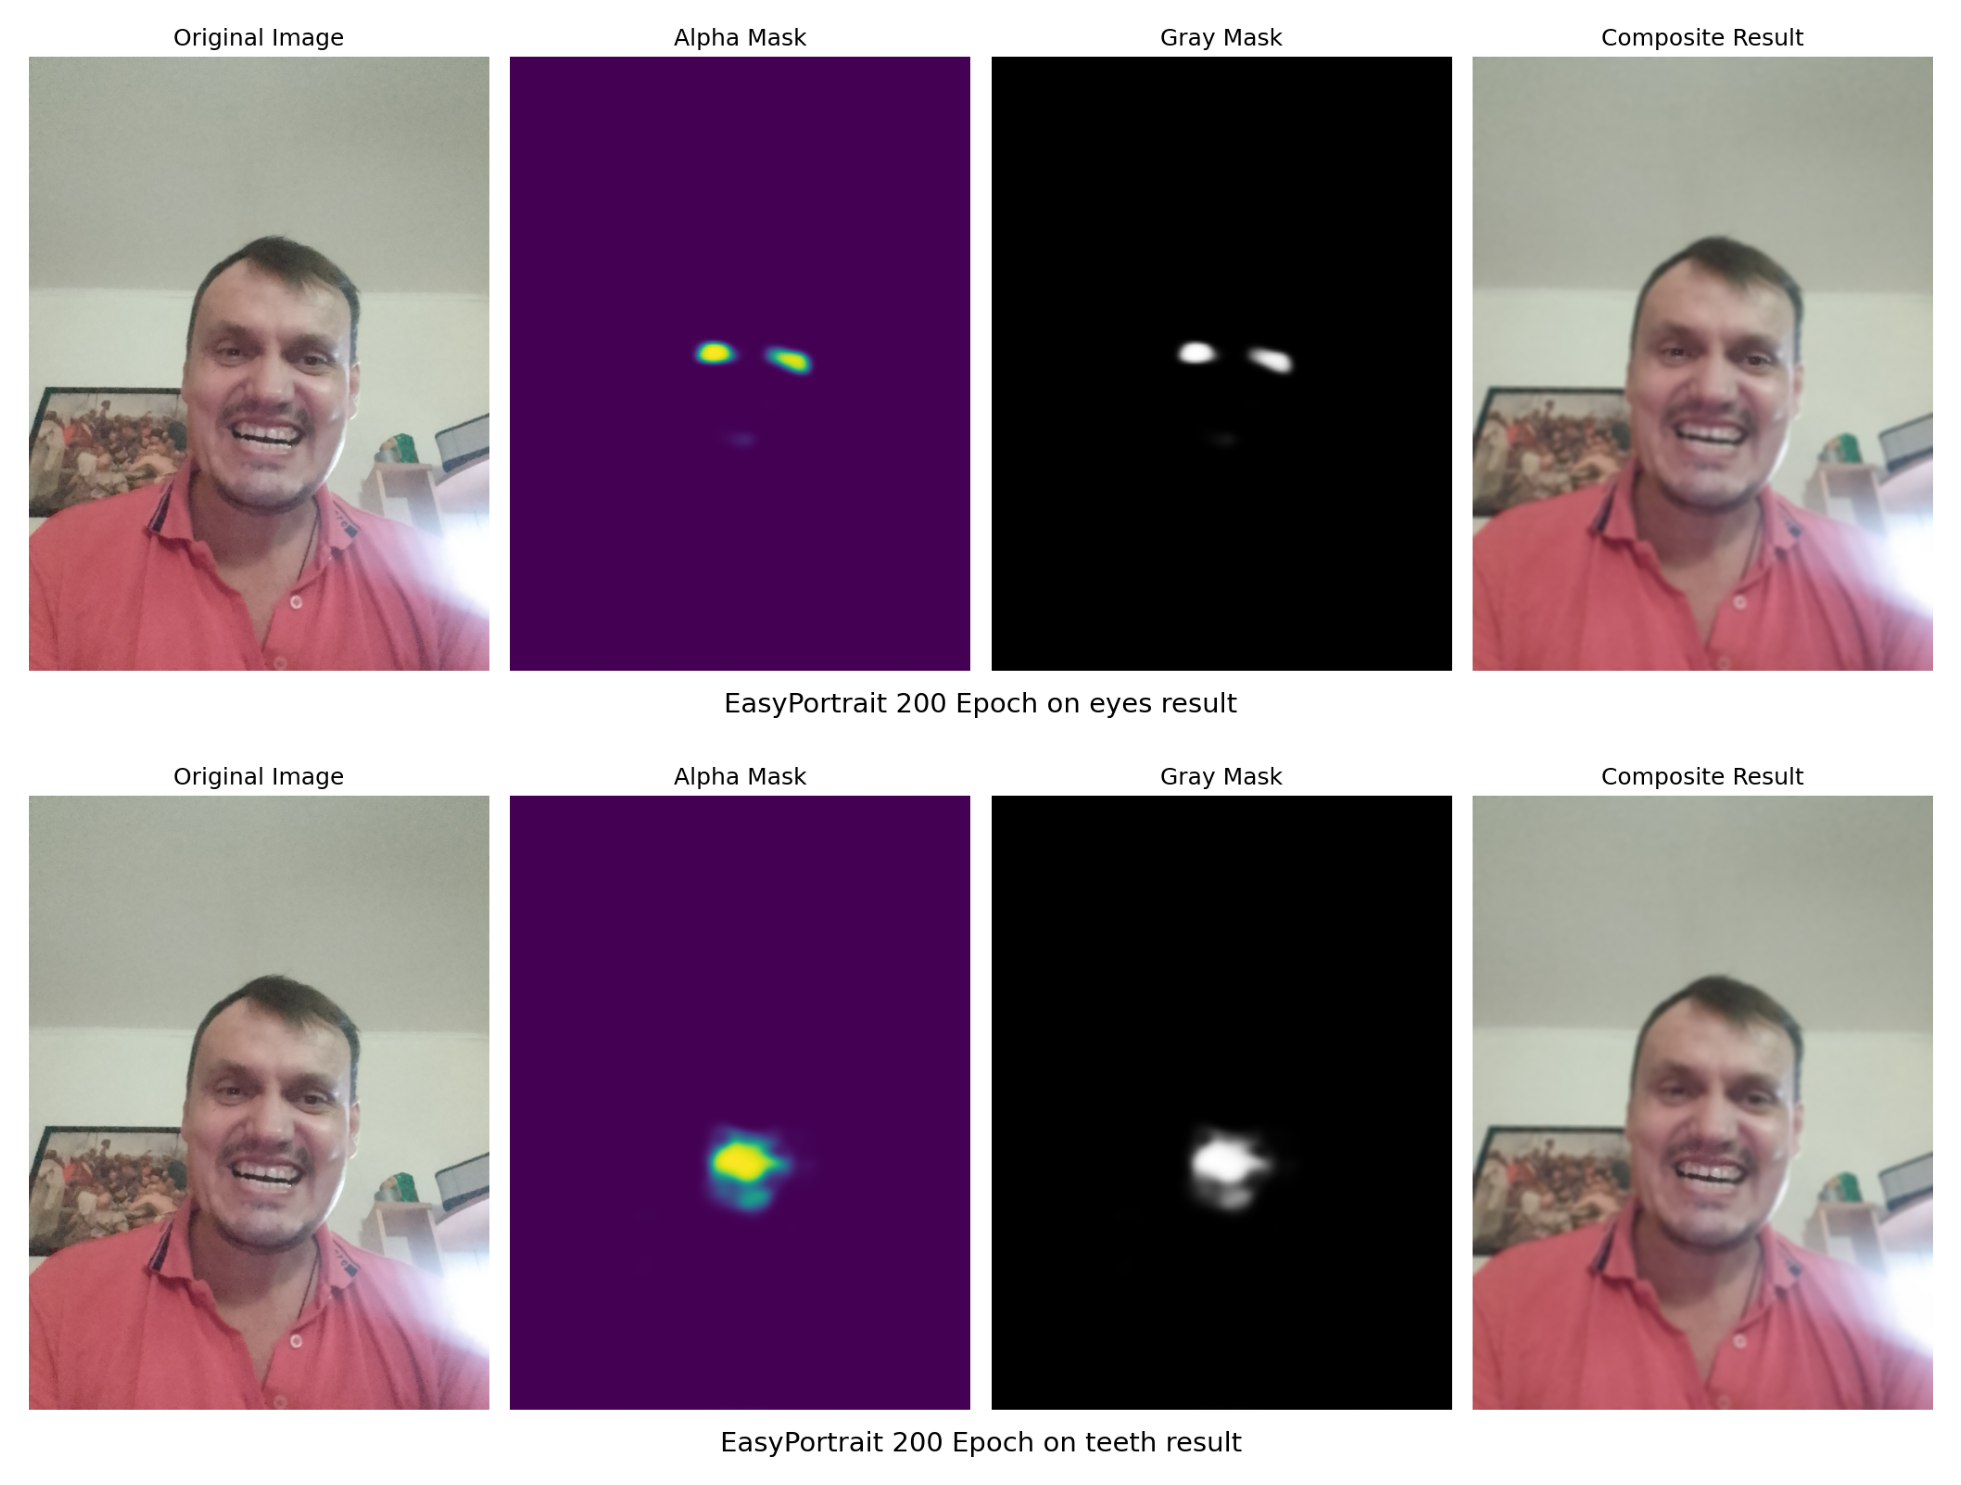 Original Image
Alpha Mask
Gray Mask
Composite Result
EasyPortrait 200 Epoch on eyes result
Original Image
Alpha Mask
Gray Mask
Composite Result
EasyPortrait 200 Epoch on teeth result